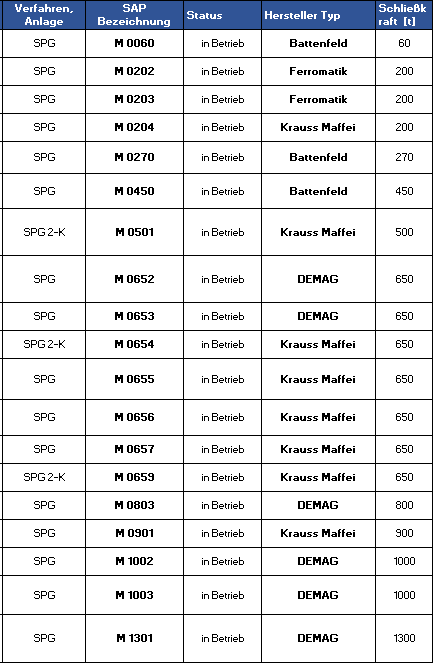 Verfahren, Anlage SAP Bezeichnung Status Hersteller Typ Schließkraft [t]
SPG M 0060 in Betrieb Battenfeld 60
SPG M 0202 in Betrieb Ferromatik 200
SPG M 0203 in Betrieb Ferromatik 200
SPG M 0204 in Betrieb Krauss Maffei 200
SPG M 0270 in Betrieb Battenfeld 270
SPG M 0450 in Betrieb Battenfeld 450
SPG 2-K M 0501 in Betrieb Krauss Maffei 500
SPG M 0652 in Betrieb DEMAG 650
SPG M 0653 in Betrieb DEMAG 650
SPG 2-K M 0654 in Betrieb Krauss Maffei 650
SPG M 0655 in Betrieb Krauss Maffei 650
SPG M 0656 in Betrieb Krauss Maffei 650
SPG M 0657 in Betrieb Krauss Maffei 650
SPG 2-K M 0659 in Betrieb Krauss Maffei 650
SPG M 0803 in Betrieb DEMAG 800
SPG M 0901 in Betrieb Krauss Maffei 900
SPG M 1002 in Betrieb DEMAG 1000
SPG M 1003 in Betrieb DEMAG 1000
SPG M 1301 in Betrieb DEMAG 1300